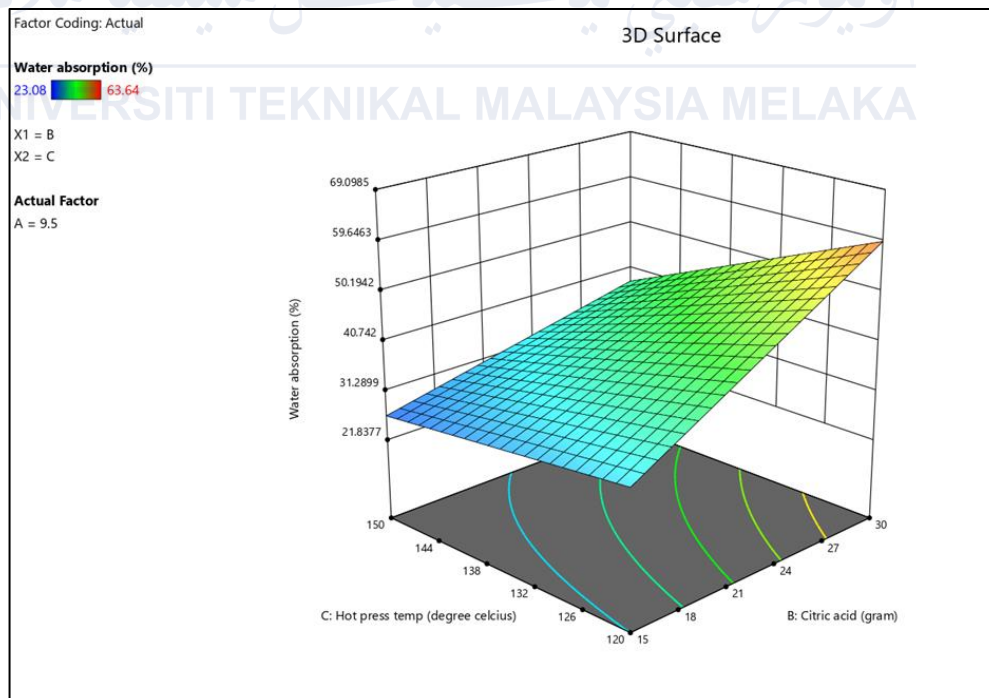 Factor Coding: Actual
3D Surface
Water absorption (%)
23.08 63.64
UNIVERSITI TEKNIKAL MALAYSIA MELAKA
X1 = B
X2 = C
Actual Factor
A = 9.5
69.0985
59.6463
50.1942
40.742
31.2899
21.8377
Water absorption (%)
150
144
138
132
126
120
15
18
21
24
27
30
C: Hot press temp (degree celcius)
B: Citric acid (gram)